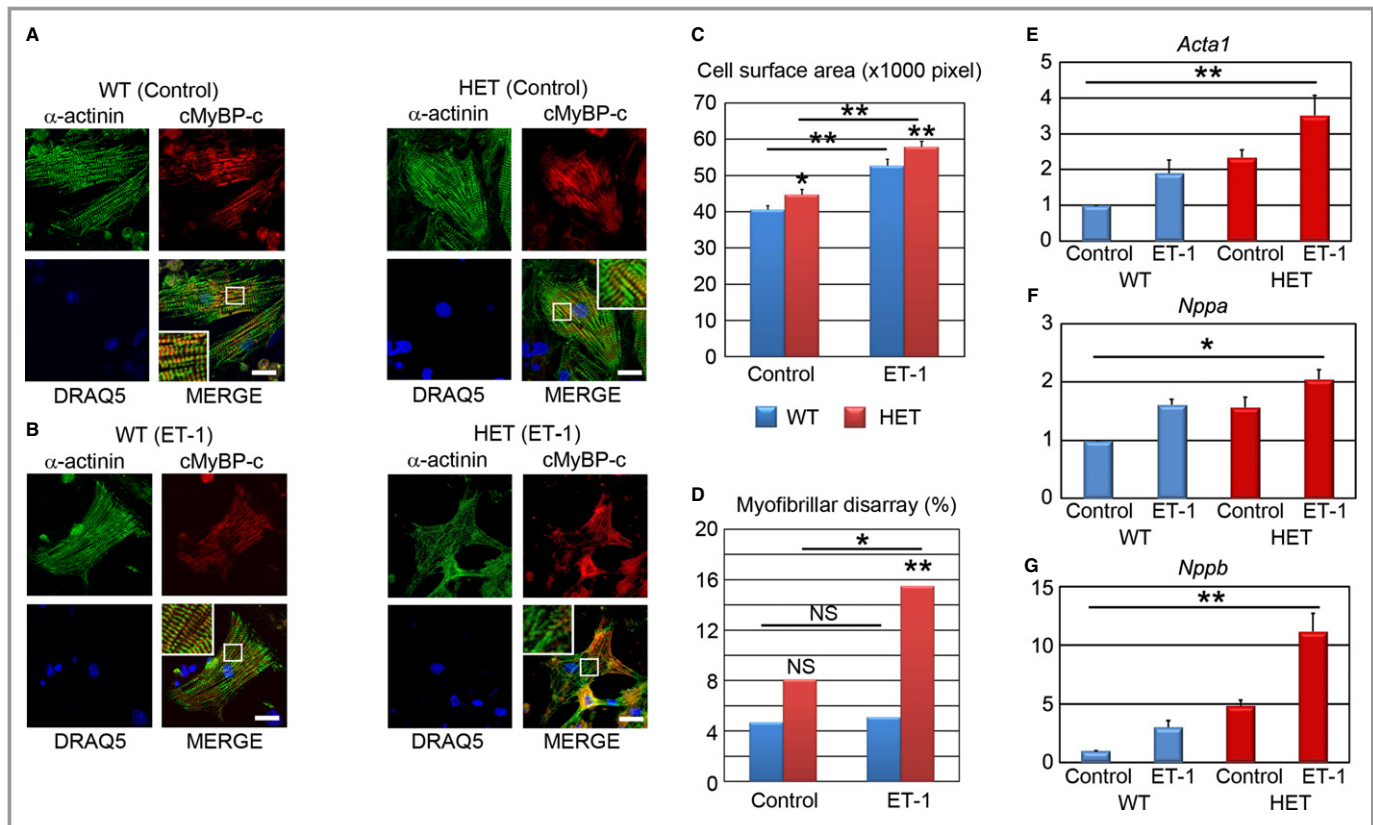 A
WT (Control)
α-actinin cMyBP-c
DRAQ5 MERGE
HET (Control)
α-actinin cMyBP-c
DRAQ5 MERGE
B
WT (ET-1)
α-actinin cMyBP-c
DRAQ5 MERGE
HET (ET-1)
α-actinin cMyBP-c
DRAQ5 MERGE
C
Cell surface area (x1000 pixel)
70
60
50
40
30
20
10
0
**
**
**
*
Control ET-1
WT HET
D
Myofibrillar disarray (%)
20
16
12
8
4
0
*
**
NS
NS
Control ET-1
E
Acta1
5
4
3
2
1
0
**
Control ET-1 Control ET-1
WT HET
F
Nppa
3
2
1
0
*
Control ET-1 Control ET-1
WT HET
G
Nppb
15
10
5
0
**
Control ET-1 Control ET-1
WT HET